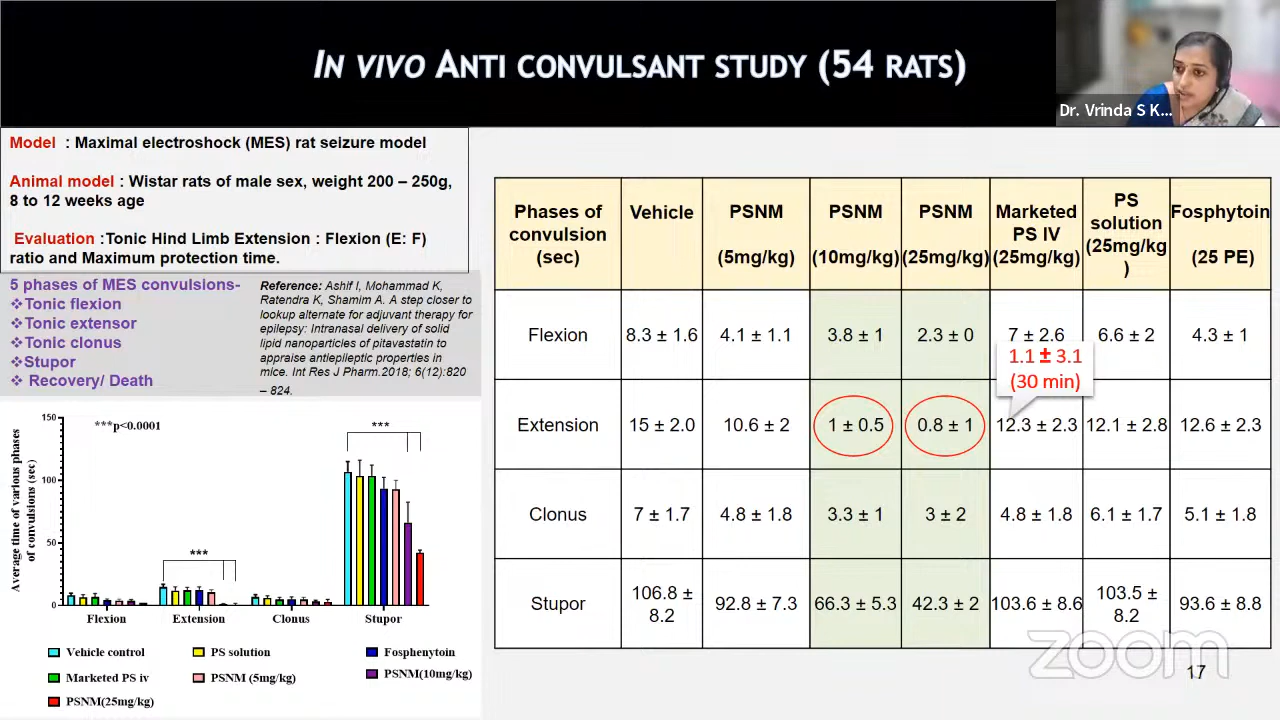 IN VIVO ANTI CONVULSANT STUDY (54 RATS)
Dr. Vrinda S K...
Model : Maximal electroshock (MES) rat seizure model
Animal model : Wistar rats of male sex, weight 200 – 250g,
8 to 12 weeks age
Evaluation :Tonic Hind Limb Extension : Flexion (E: F)
ratio and Maximum protection time.
5 phases of MES convulsions-
❖Tonic flexion
❖Tonic extensor
❖Tonic clonus
❖Stupor
❖ Recovery/ Death
Reference: Ashif I, Mohammad K,
Ratendra K, Shamim A. A step closer to
lookup alternate for adjuvant therapy for
epilepsy: Intranasal delivery of solid
lipid nanoparticles of pitavastatin to
appraise antiepileptic properties in
mice. Int Res J Pharm.2018; 6(12):820
– 824.
***p<0.0001
***
***
Average time of various phases
of convulsions (sec)
150
100
50
0
Flexion Extension Clonus Stupor
Vehicle control PS solution Fosphenytoin
Marketed PS iv PSNM (5mg/kg) PSNM(10mg/kg)
PSNM(25mg/kg)
Phases of
convulsion
(sec)
Vehicle
PSNM
(5mg/kg)
PSNM
(10mg/kg)
PSNM
(25mg/kg)
Marketed
PS IV
(25mg/kg)
PS
solution
(25mg/kg
)
Fosphytoin
(25 PE)
Flexion 8.3 ± 1.6 4.1 ± 1.1 3.8 ± 1 2.3 ± 0 7 ± 2.6 6.6 ± 2 4.3 ± 1
1.1 ± 3.1
(30 min)
Extension 15 ± 2.0 10.6 ± 2 1 ± 0.5 0.8 ± 1 12.3 ± 2.3 12.1 ± 2.8 12.6 ± 2.3
Clonus 7 ± 1.7 4.8 ± 1.8 3.3 ± 1 3 ± 2 4.8 ± 1.8 6.1 ± 1.7 5.1 ± 1.8
Stupor 106.8 ±
8.2 92.8 ± 7.3 66.3 ± 5.3 42.3 ± 2 103.6 ± 8.6 103.5 ±
8.2 93.6 ± 8.8
zoom
17